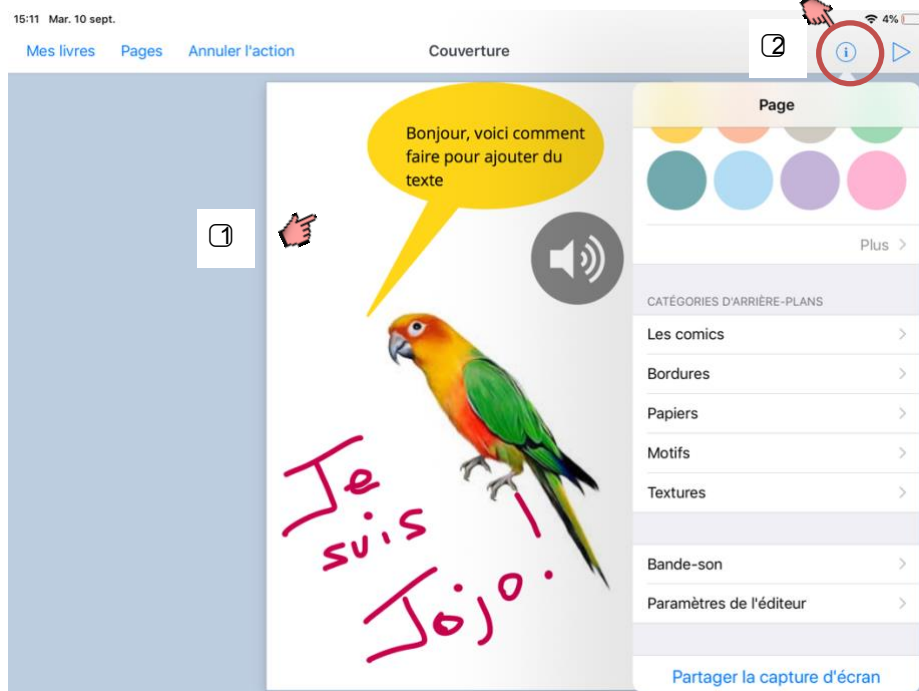 15:11 Mar. 10 sept.
4%
Mes livres Pages Annuler l'action
Couverture
2
i
Page
Bonjour, voici comment
faire pour ajouter du
texte
1
Plus >
CATÉGORIES D'ARRIÈRE-PLANS
Les comics >
Bordures >
Papiers >
Motifs >
Textures >
Bande-son >
Paramètres de l'éditeur >
Partager la capture d'écran
Je
suis
Jojo !